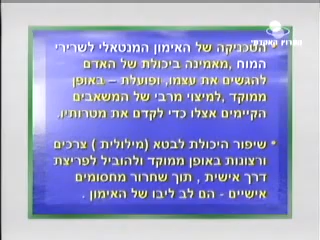 הערוץ האקדמי
* הטכניקה של האימון המנטאלי לשרירי
המוח ,מאמינה ביכולת של האדם
להגשים את עצמו, ופועלת – באופן
ממוקד ,למיצוי מרבי של המשאבים
הקיימים אצלו כדי לקדם את מטרותיו.
* שיפור היכולת לבטא (מילולית ) צרכים
ורצונות באופן ממוקד ולהוביל לפריצת
דרך אישית , תוך שחרור מחסומים
אישיים - הם לב ליבו של האימון .